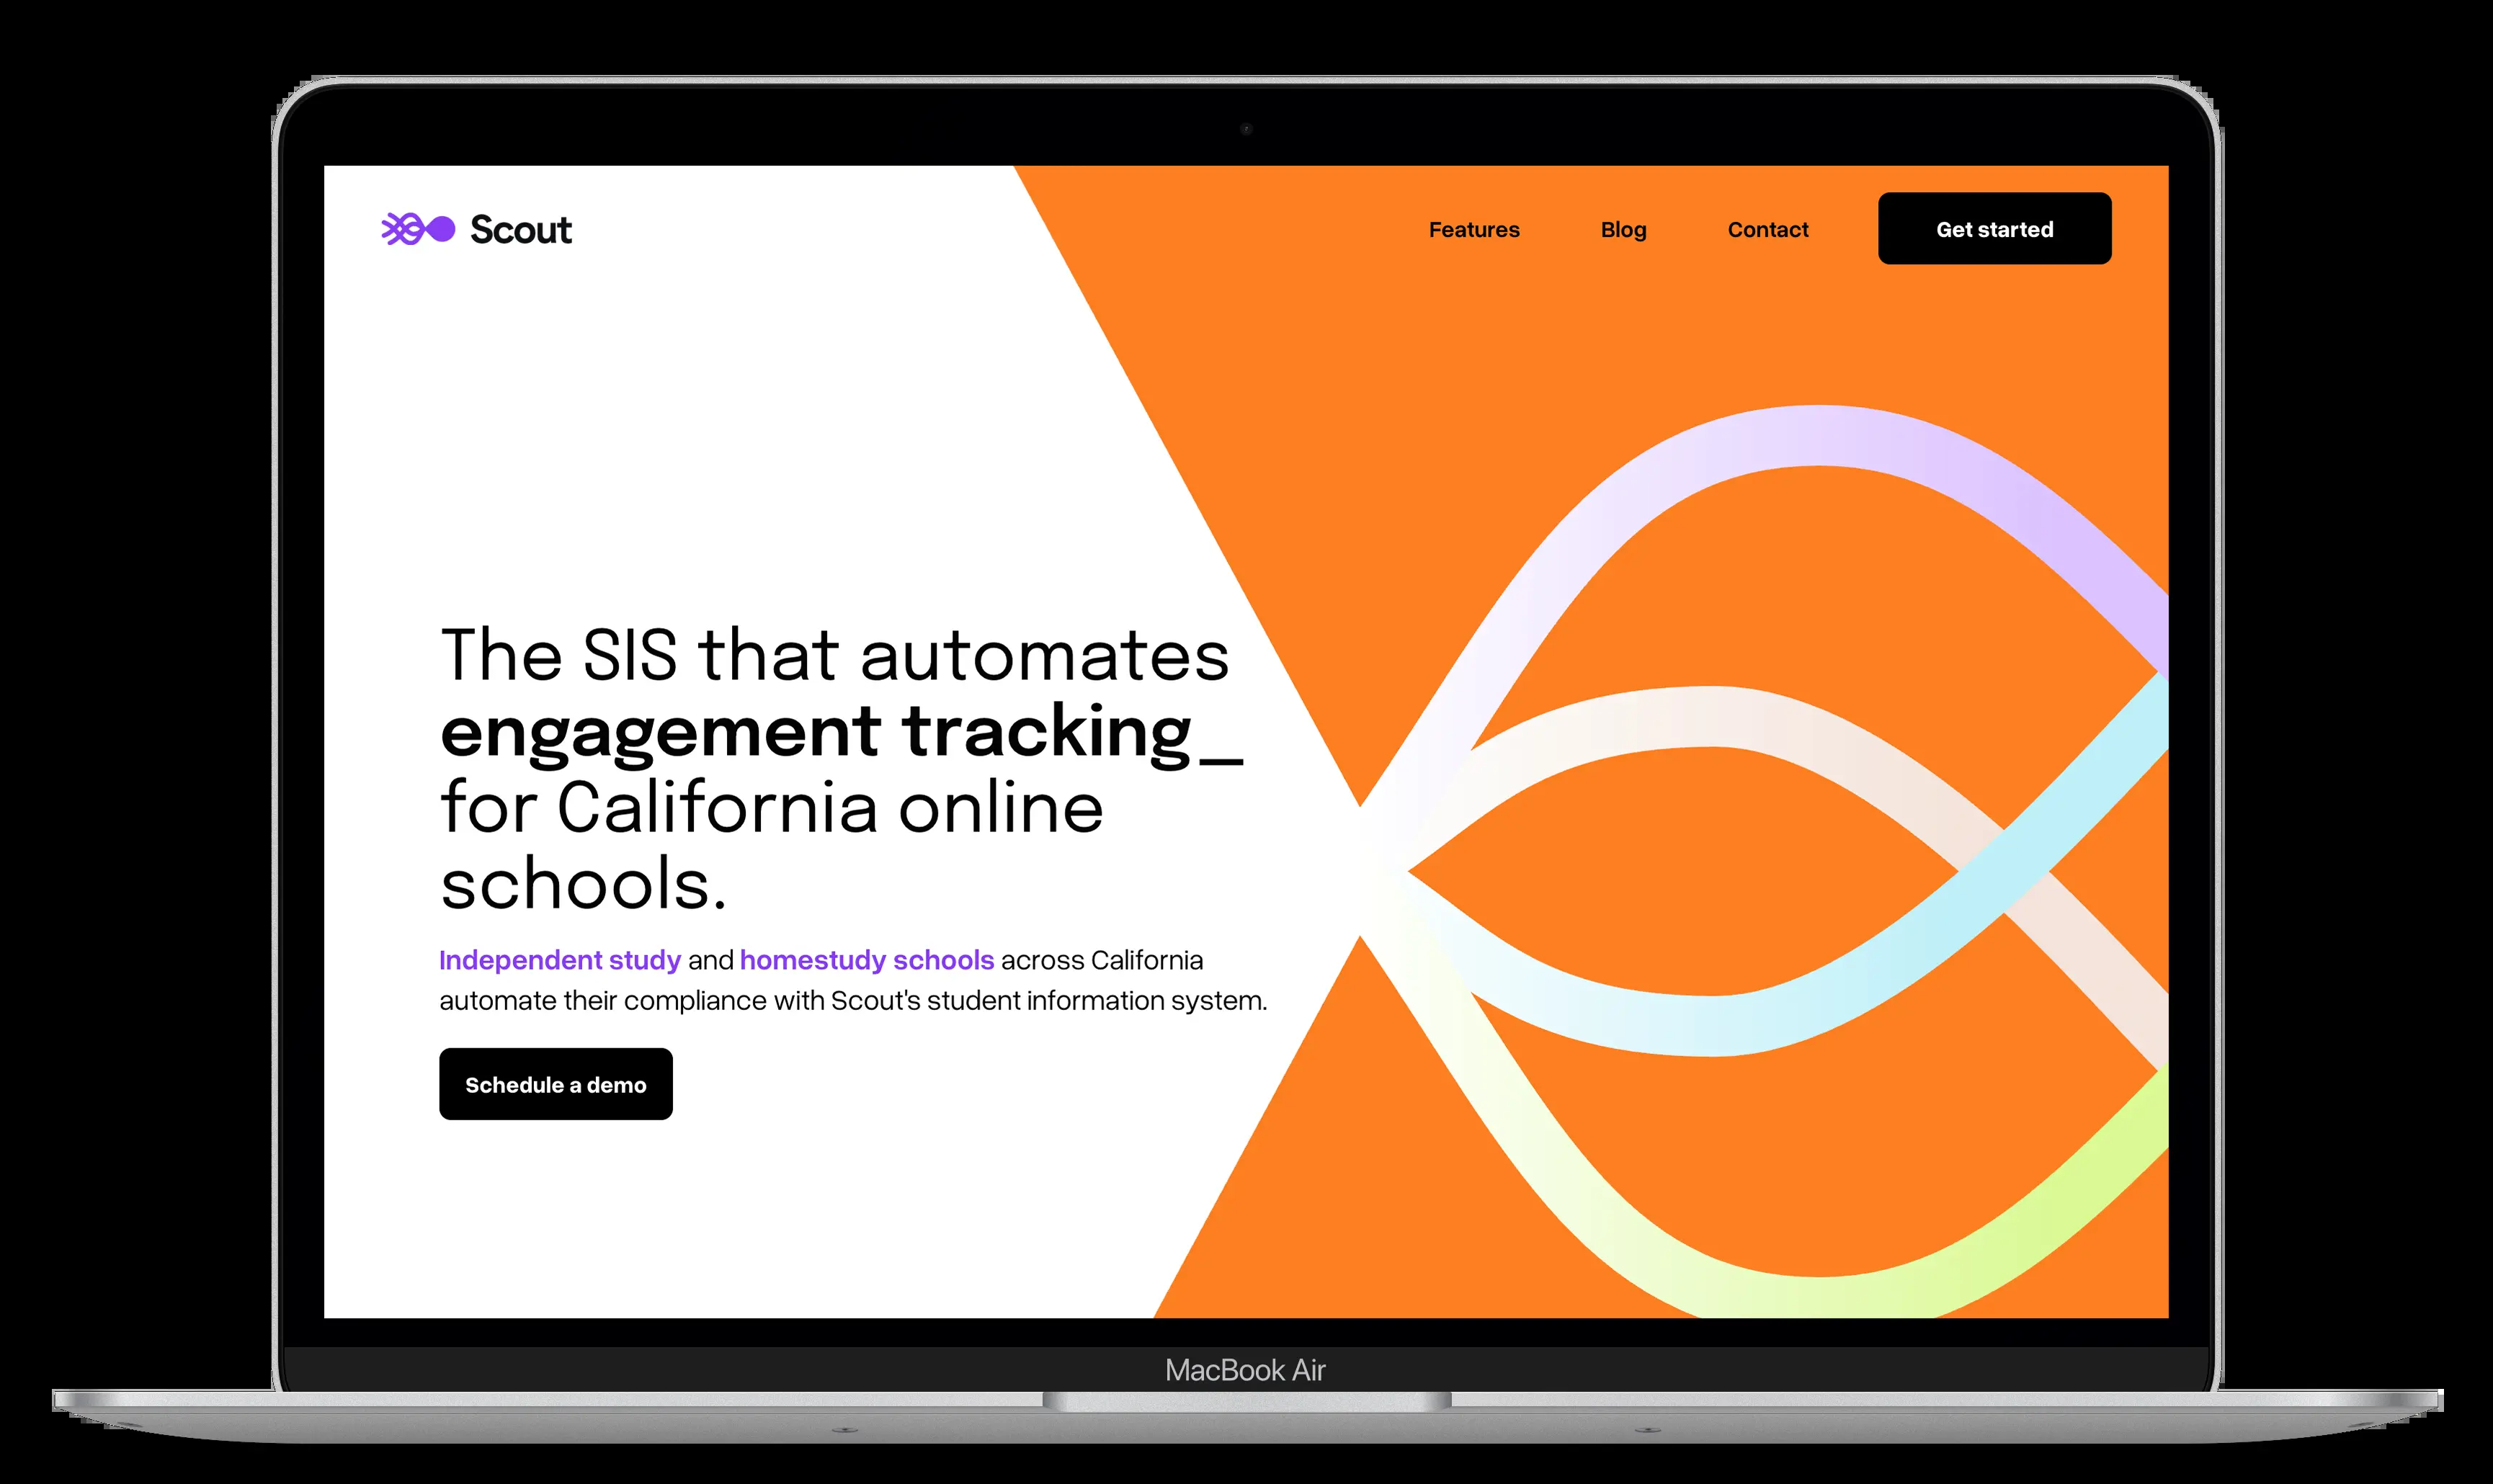 Scout
Features
Blog
Contact
Get started
The SIS that automates
engagement tracking_
for California online
schools.
Independent study and homestudy schools across California
automate their compliance with Scout's student information system.
Schedule a demo
MacBook Air